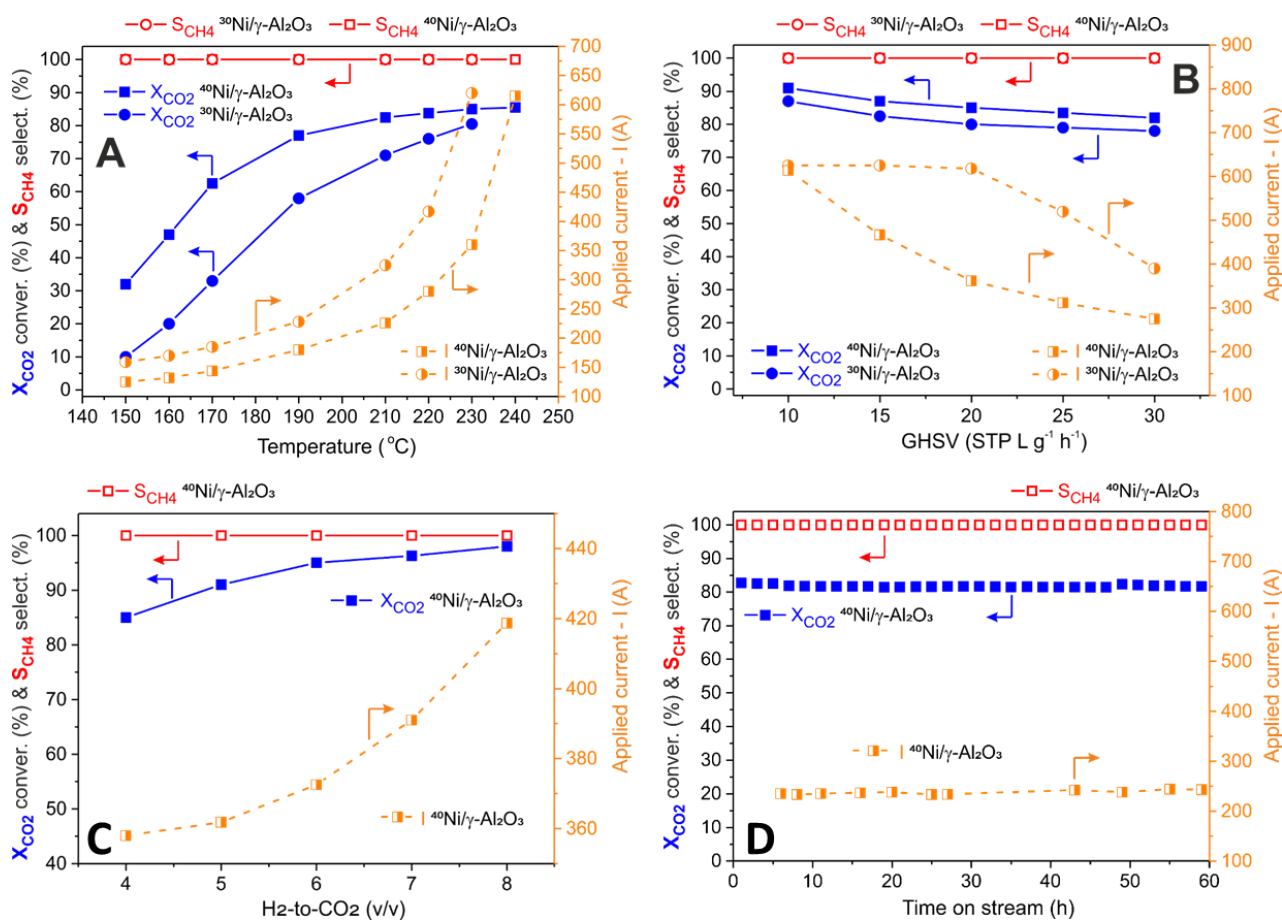 S_CH4 ³⁰Ni/γ-Al₂O₃ S_CH4 ⁴⁰Ni/γ-Al₂O₃
X_CO2 conver. (%) & S_CH4 select. (%)
100
90
80
70
60
50
40
30
20
10
0
X_CO2 ⁴⁰Ni/γ-Al₂O₃
X_CO2 ³⁰Ni/γ-Al₂O₃
A
I ⁴⁰Ni/γ-Al₂O₃
I ³⁰Ni/γ-Al₂O₃
700
650
600
550
500
450
400
350
300
250
200
150
100
Applied current - I (A)
140 150 160 170 180 190 200 210 220 230 240 250
Temperature (°C)
S_CH4 ³⁰Ni/γ-Al₂O₃ S_CH4 ⁴⁰Ni/γ-Al₂O₃
X_CO2 conver. (%) & S_CH4 select. (%)
100
90
80
70
60
50
40
30
20
10
0
B
X_CO2 ⁴⁰Ni/γ-Al₂O₃
X_CO2 ³⁰Ni/γ-Al₂O₃
I ⁴⁰Ni/γ-Al₂O₃
I ³⁰Ni/γ-Al₂O₃
900
800
700
600
500
400
300
200
100
Applied current - I (A)
10 15 20 25 30
GHSV (STP L g⁻¹ h⁻¹)
S_CH4 ⁴⁰Ni/γ-Al₂O₃
X_CO2 conver. (%) & S_CH4 select. (%)
100
95
90
85
80
75
70
65
60
55
50
45
40
X_CO2 ⁴⁰Ni/γ-Al₂O₃
I ⁴⁰Ni/γ-Al₂O₃
C
440
420
400
380
360
Applied current - I (A)
4 5 6 7 8
H2-to-CO2 (v/v)
S_CH4 ⁴⁰Ni/γ-Al₂O₃
X_CO2 conver. (%) & S_CH4 select. (%)
100
90
80
70
60
50
40
30
20
10
0
X_CO2 ⁴⁰Ni/γ-Al₂O₃
I ⁴⁰Ni/γ-Al₂O₃
D
800
700
600
500
400
300
200
100
Applied current - I (A)
0 10 20 30 40 50 60
Time on stream (h)